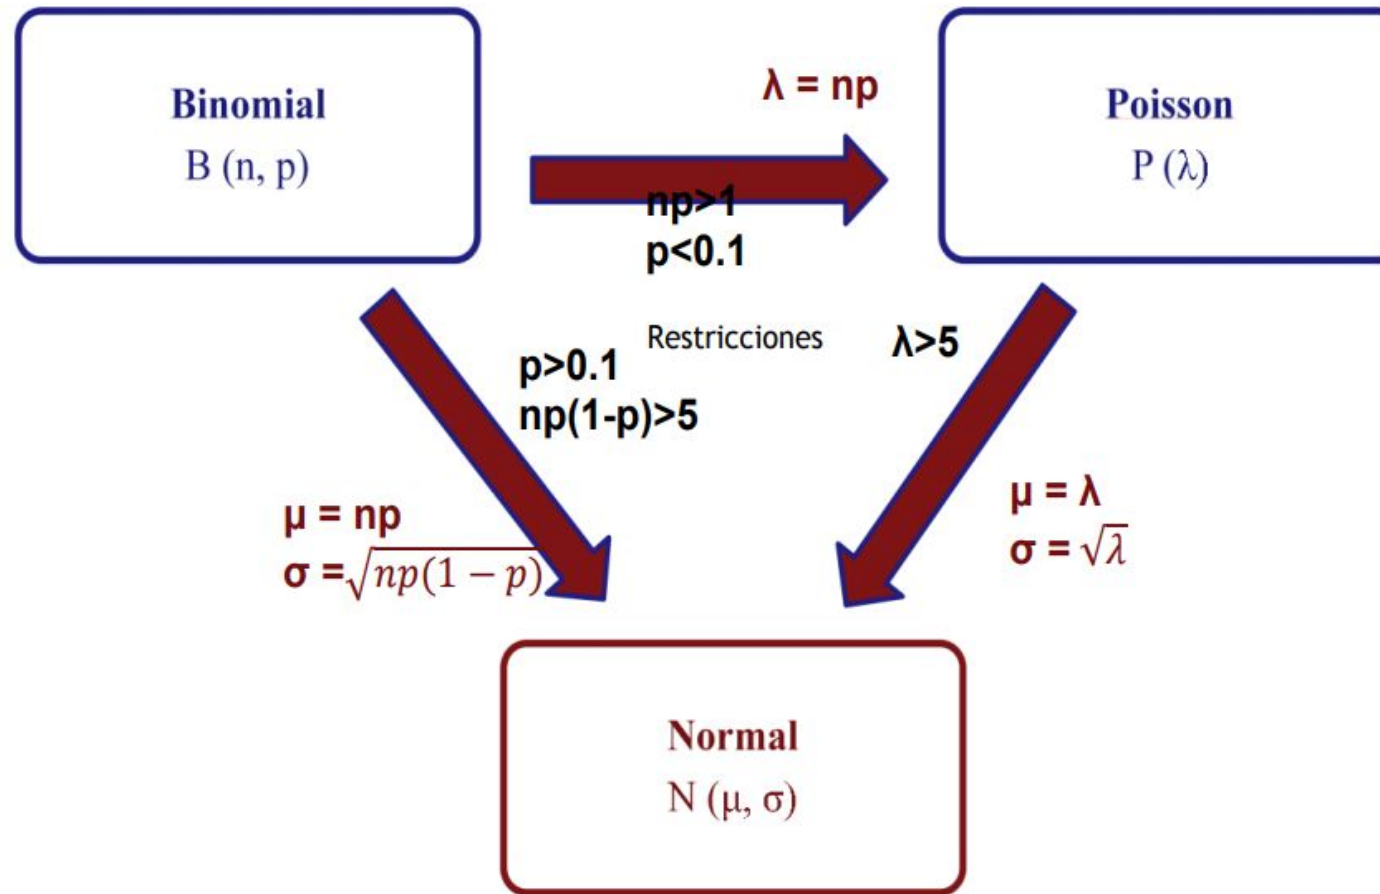 Binomial
B (n, p)
λ = np
Poisson
P (λ)
np>1
p<0.1
Restricciones
p>0.1
np(1-p)>5
λ>5
μ = np
σ =√np(1 − p)
μ = λ
σ = √λ
Normal
N (μ, σ)